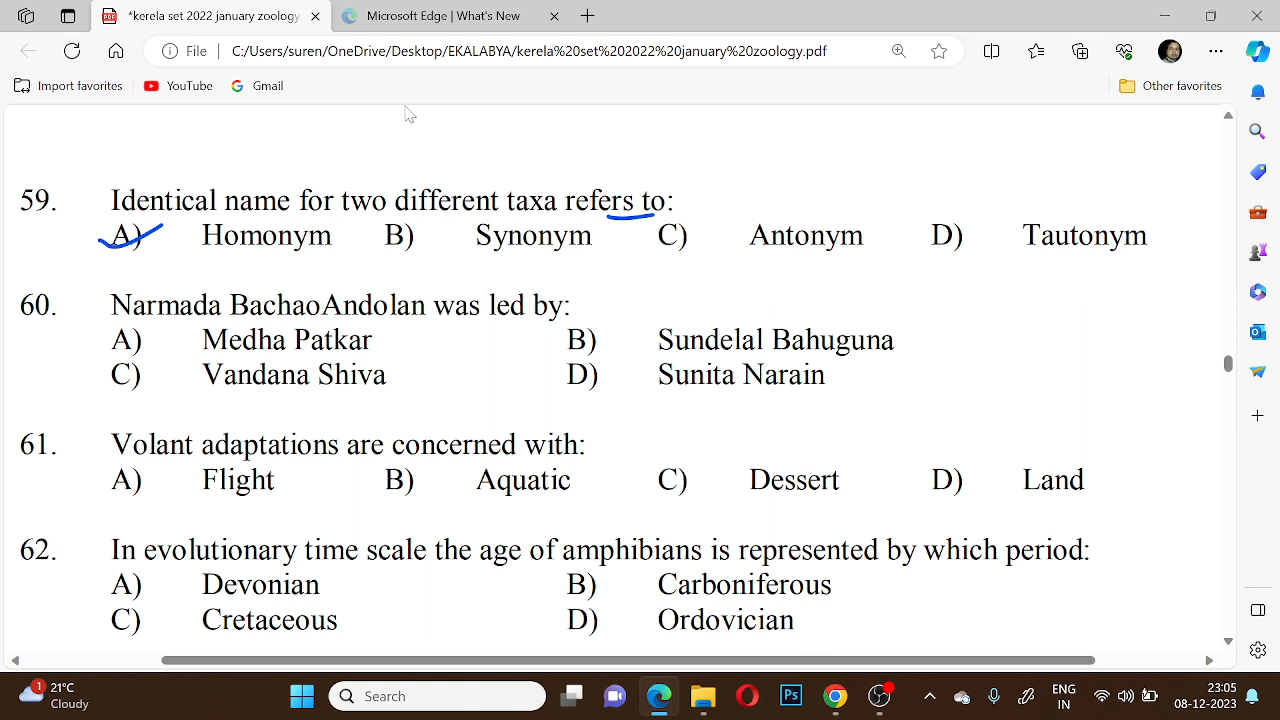 *kerela set 2022 january zoology
Microsoft Edge | What's New
File
C:/Users/suren/OneDrive/Desktop/EKALABYA/kerela%20set%202022%20january%20zoology.pdf
Import favorites
YouTube
Gmail
Other favorites
59. Identical name for two different taxa refers to:
A) Homonym B) Synonym C) Antonym D) Tautonym
60. Narmada BachaoAndolan was led by:
A) Medha Patkar B) Sundelal Bahuguna
C) Vandana Shiva D) Sunita Narain
61. Volant adaptations are concerned with:
A) Flight B) Aquatic C) Dessert D) Land
62. In evolutionary time scale the age of amphibians is represented by which period:
A) Devonian B) Carboniferous
C) Cretaceous D) Ordovician
1
21°C
Cloudy
Search
Ps
ENG
IN
23:05
08-12-2023